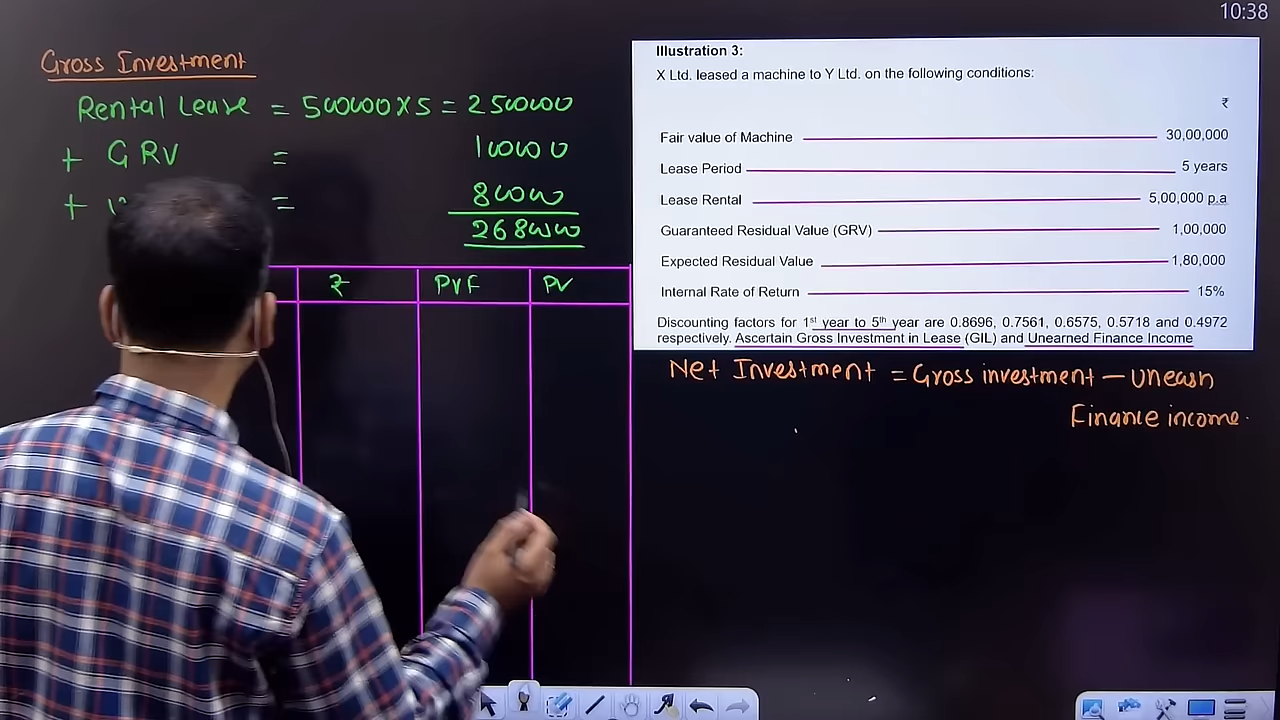 10:38
Gross Investment
Rental Lease = 500000 X 5 = 2500000
+ GRV = 100000
+ = 80000
2680000
₹ PVF PV
Illustration 3:
X Ltd. leased a machine to Y Ltd. on the following conditions:
₹
Fair value of Machine 30,00,000
Lease Period 5 years
Lease Rental 5,00,000 p.a
Guaranteed Residual Value (GRV) 1,00,000
Expected Residual Value 1,80,000
Internal Rate of Return 15%
Discounting factors for 1st year to 5th year are 0.8696, 0.7561, 0.6575, 0.5718 and 0.4972
respectively. Ascertain Gross Investment in Lease (GIL) and Unearned Finance Income
Net Investment = Gross investment – Unearn
Finance income.